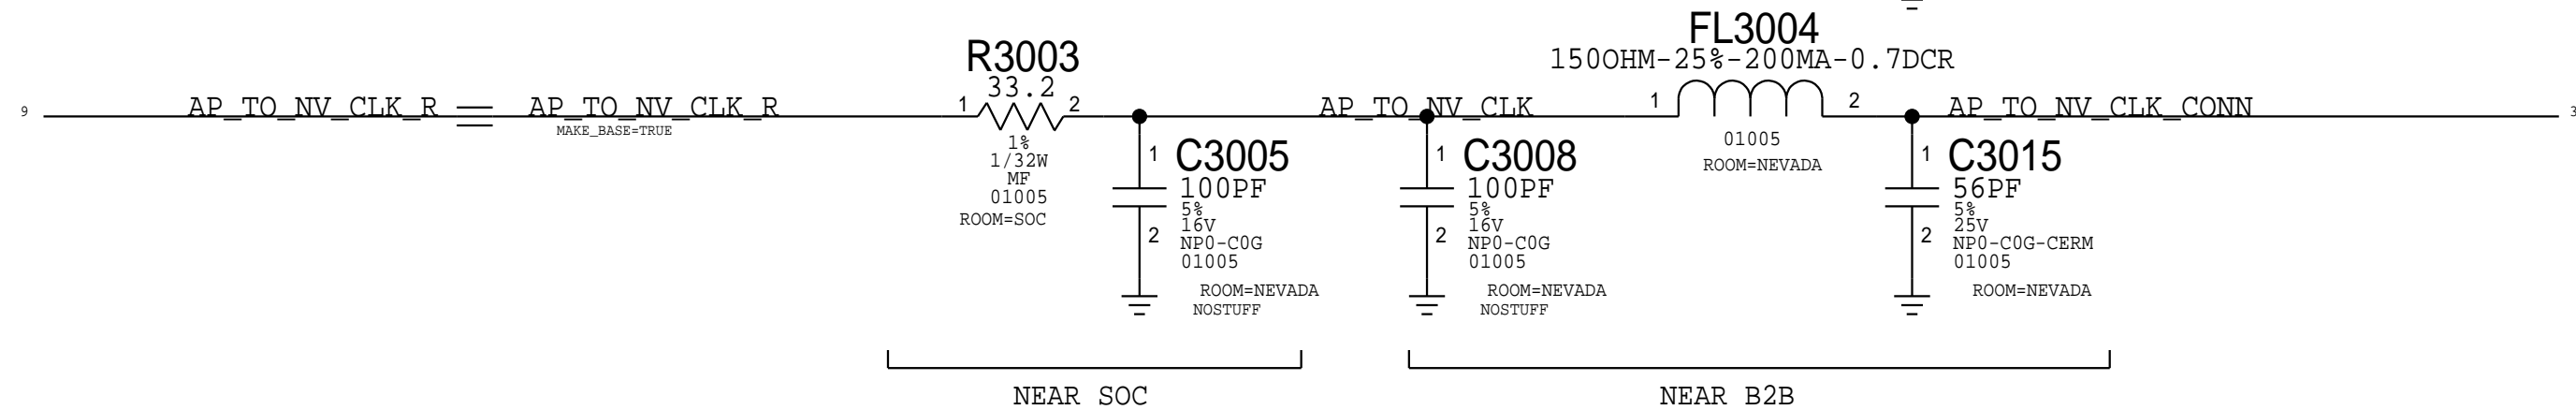 FL3004
150OHM-25%-200MA-0.7DCR
R3003
33.2
9
AP_TO_NV_CLK_R
AP_TO_NV_CLK_R
MAKE_BASE=TRUE
1
2
AP_TO_NV_CLK
1
2
AP_TO_NV_CLK_CONN
1%
1/32W
MF
01005
ROOM=SOC
01005
ROOM=NEVADA
1
C3005
100PF
5%
16V
2
NP0-C0G
01005
ROOM=NEVADA
NOSTUFF
1
C3008
100PF
5%
16V
2
NP0-C0G
01005
ROOM=NEVADA
NOSTUFF
1
C3015
56PF
5%
25V
2
NP0-C0G-CERM
01005
ROOM=NEVADA
NEAR SOC
NEAR B2B